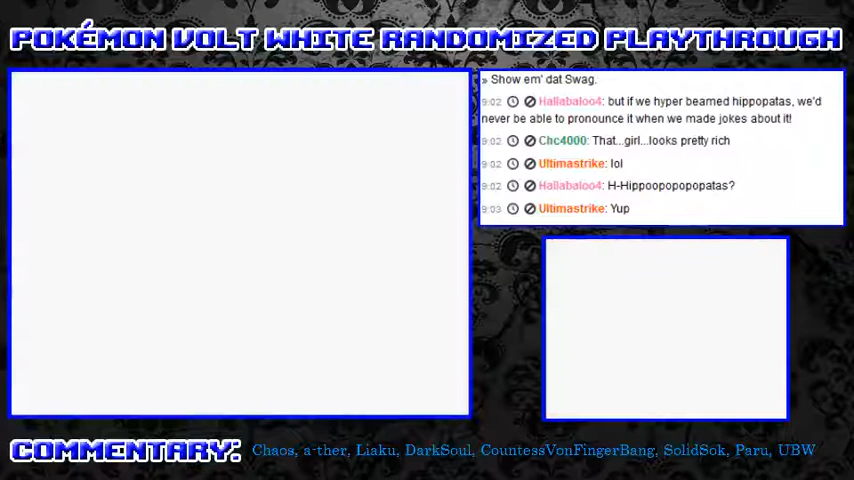 POKÉMON VOLT WHITE RANDOMIZED PLAYTHROUGH
» Show em' dat Swag.
9:02 Hallabaloo4: but if we hyper beamed hippopatas, we'd
never be able to pronounce it when we made jokes about it!
9:02 Chc4000: That...girl...looks pretty rich
9:02 Ultimastrike: lol
9:02 Hallabaloo4: H-Hippoopopopopatas?
9:03 Ultimastrike: Yup
COMMENTARY: Chaos, a-ther, Liaku, DarkSoul, CountessVonFingerBang, SolidSok, Paru, UBW